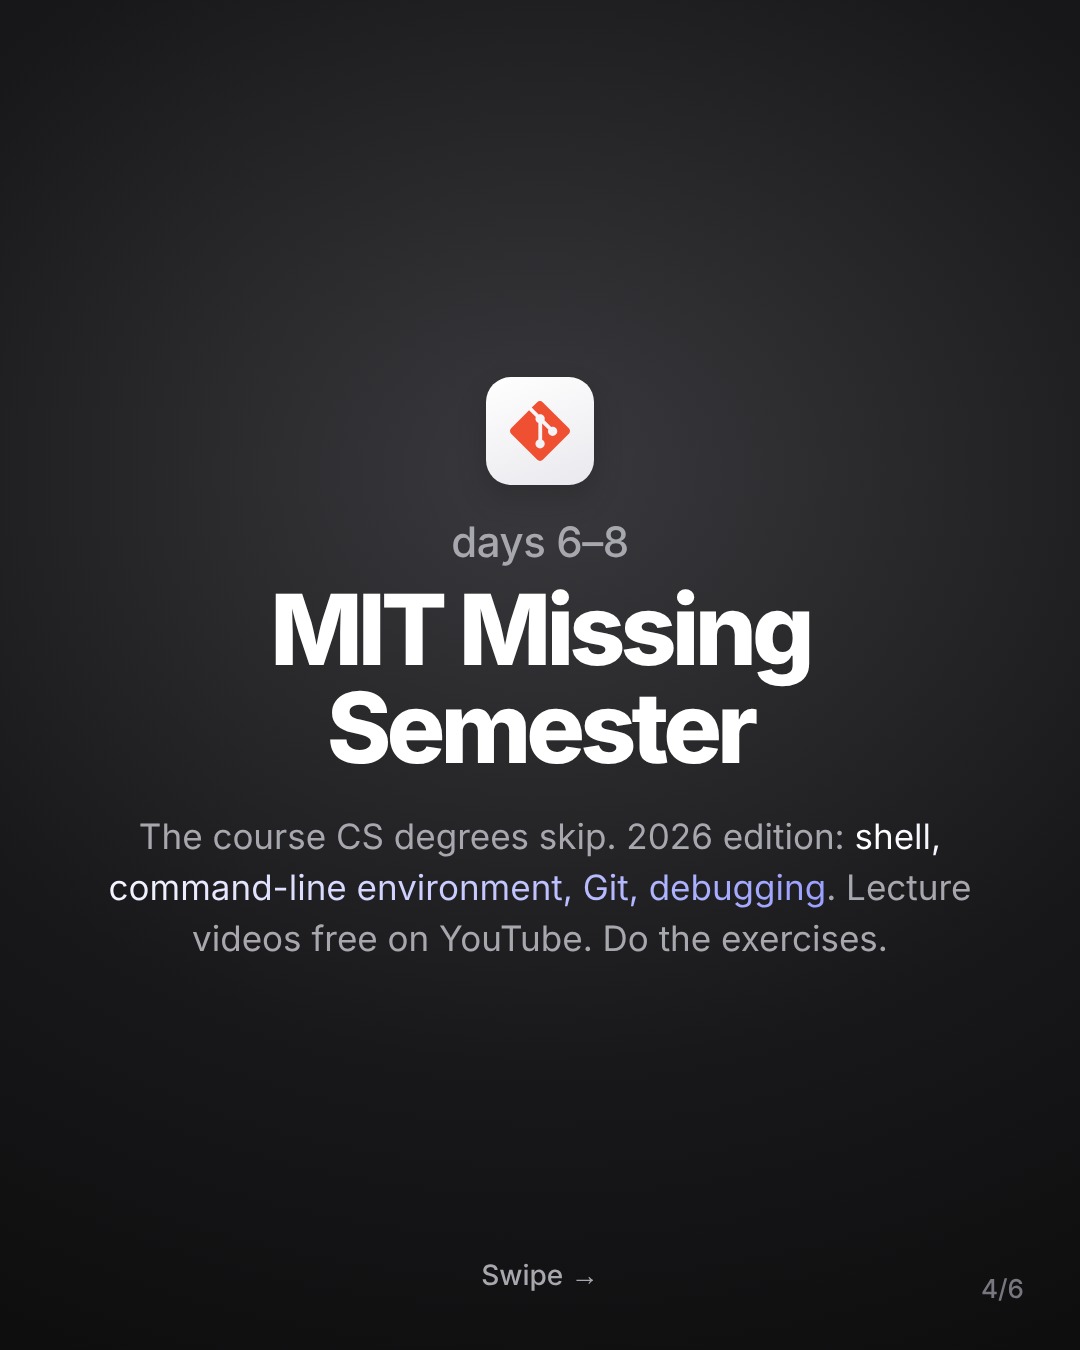 days 6–8
MIT Missing
Semester
The course CS degrees skip. 2026 edition: shell,
command-line environment, Git, debugging. Lecture
videos free on YouTube. Do the exercises.
Swipe →
4/6